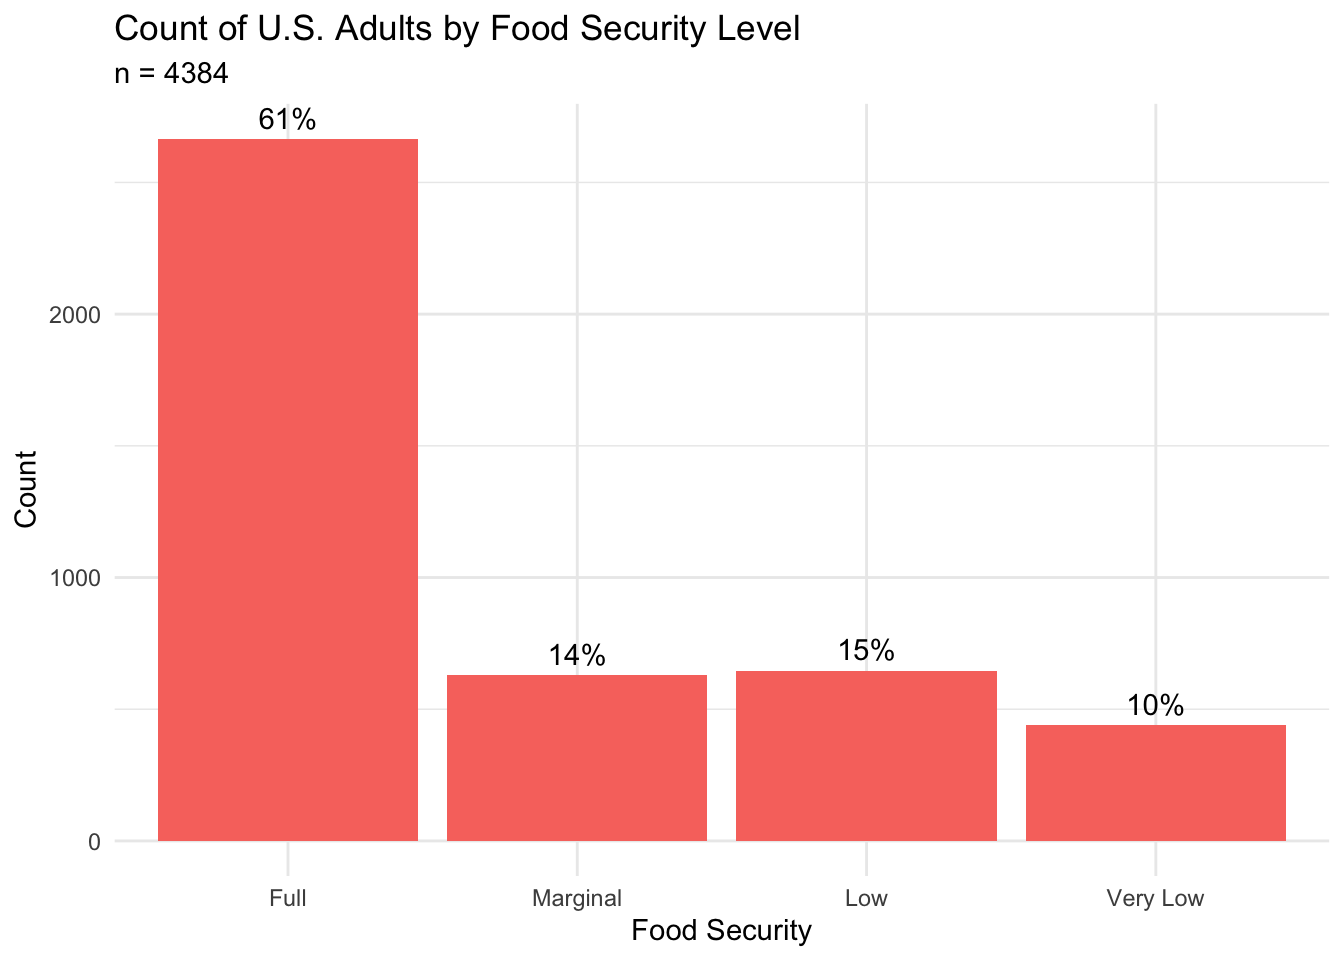 Count of U.S. Adults by Food Security Level
n = 4384
61%
2000
Count
1000
14%
15%
10%
0
Full
Marginal
Low
Very Low
Food Security